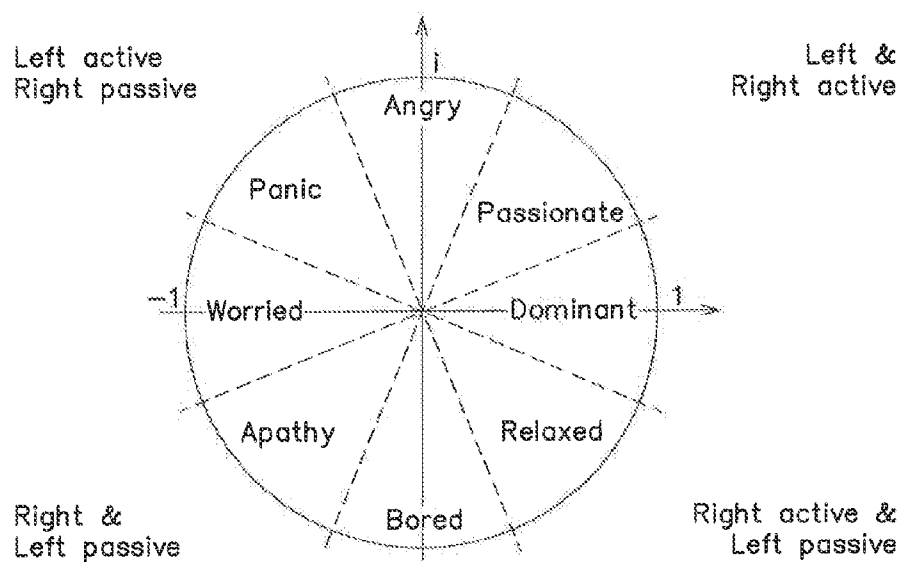 Left active
Right passive
i
Left &
Right active
Angry
Panic
Passionate
-1
Worried
Dominant
1
Apathy
Relaxed
Bored
Right &
Left passive
Right active &
Left passive